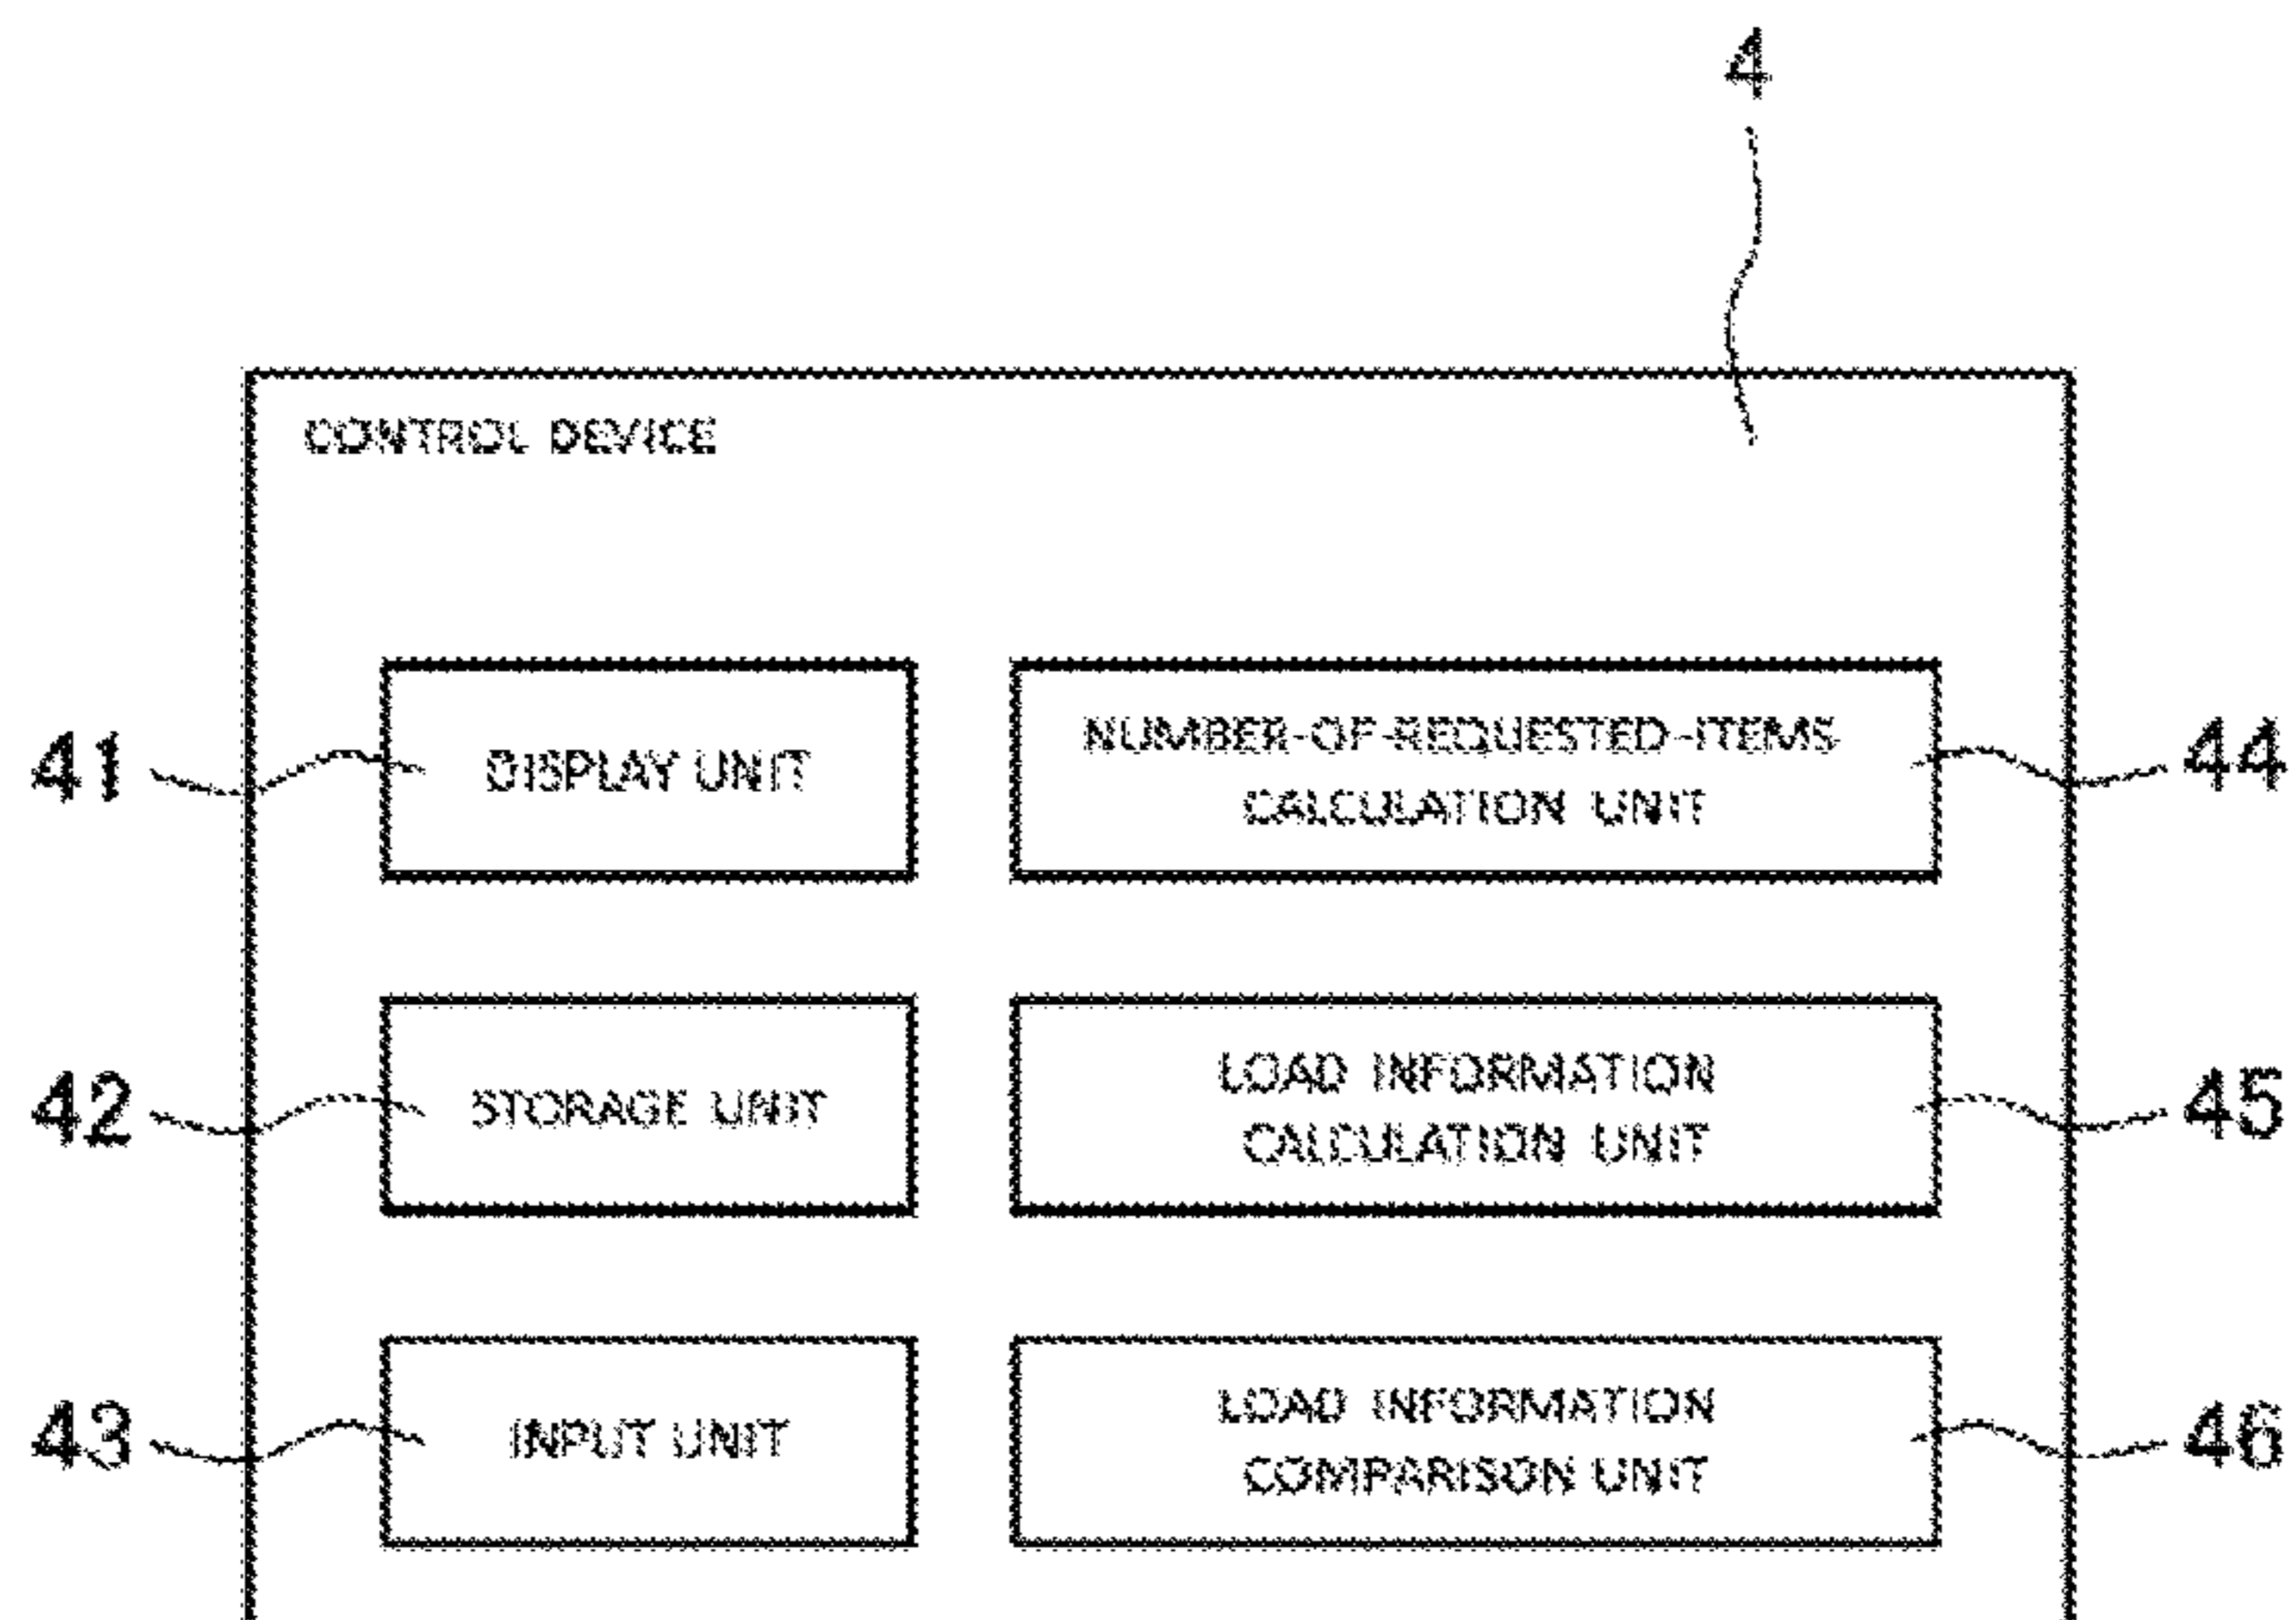 4
CONTROL DEVICE
41
DISPLAY UNIT
NUMBER-OF-REQUESTED-ITEMS
CALCULATION UNIT
44
42
STORAGE UNIT
LOAD INFORMATION
CALCULATION UNIT
45
43
INPUT UNIT
LOAD INFORMATION
COMPARISON UNIT
46